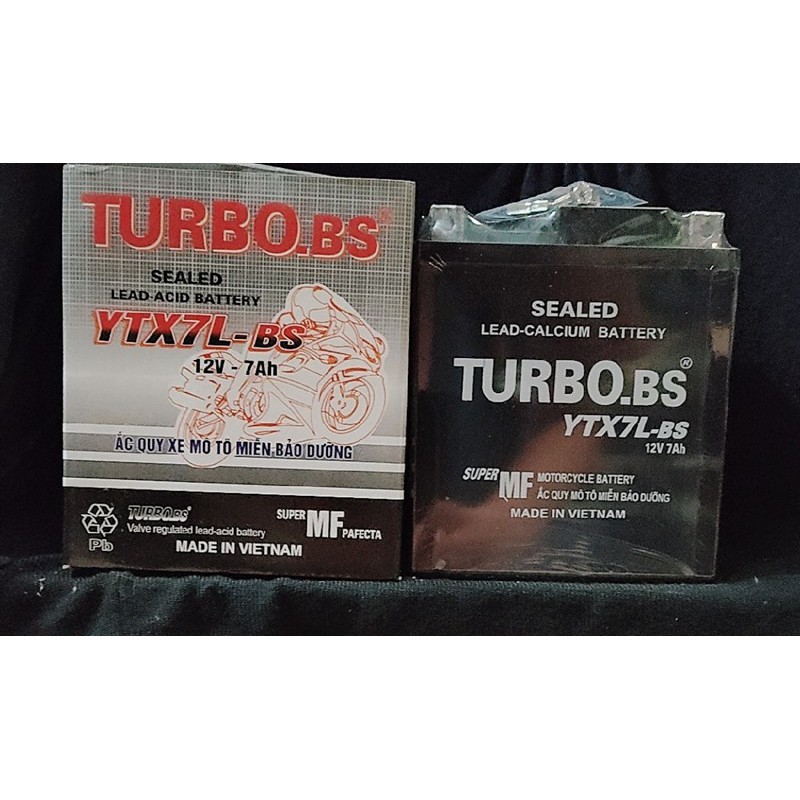 TURBO.BS®
SEALED
LEAD-ACID BATTERY
YTX7L-BS
12V - 7Ah
ẮC QUY XE MÔ TÔ MIỄN BẢO DƯỠNG
TURBO.BS
Valve regulated lead-acid battery
SUPER MF PAFECTA
Pb
MADE IN VIETNAM
SEALED
LEAD-CALCIUM BATTERY
TURBO.BS®
YTX7L-BS
12V 7Ah
SUPER MF MOTORCYCLE BATTERY
ẮC QUY MÔ TÔ MIỄN BẢO DƯỠNG
MADE IN VIETNAM